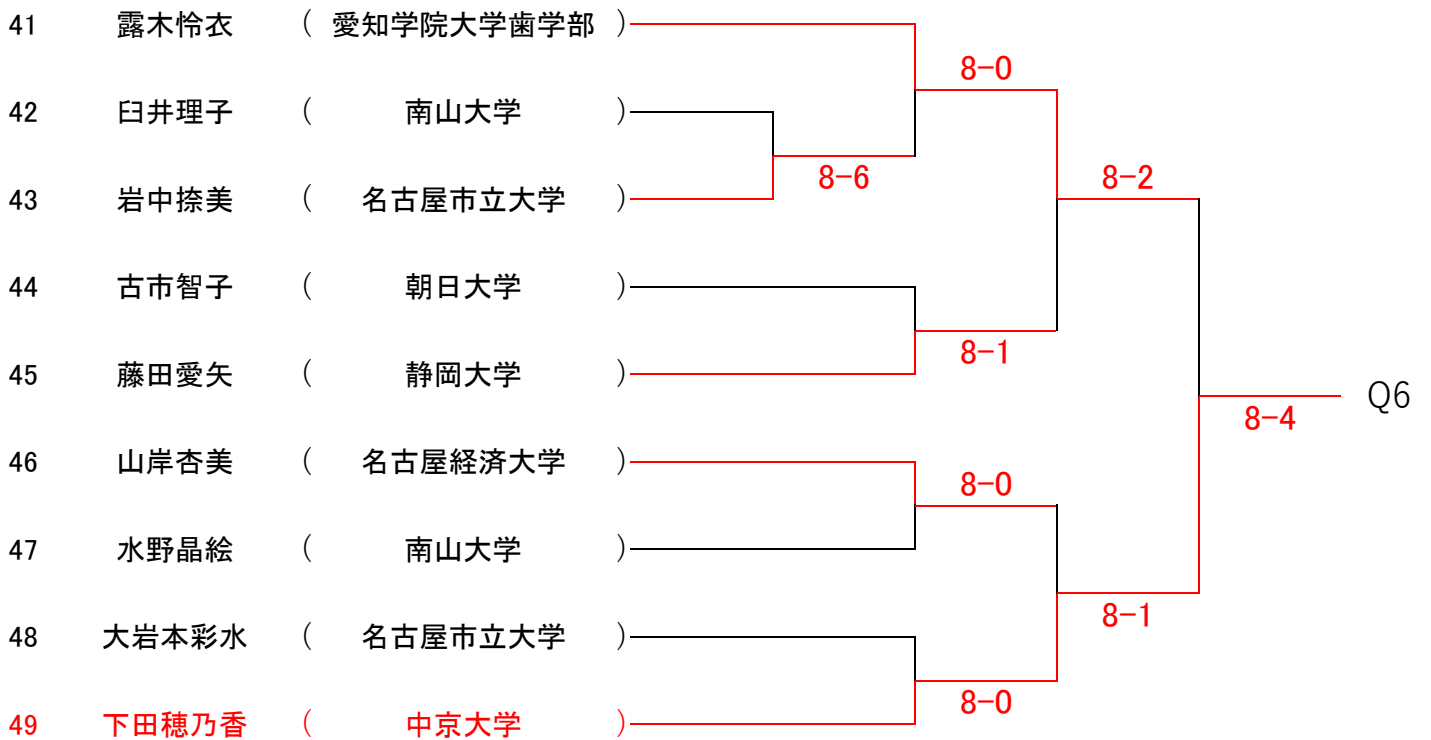 41 露木怜衣 ( 愛知学院大学歯学部 )
8-0
42 臼井理子 ( 南山大学 )
8-6
8-2
43 岩中捺美 ( 名古屋市立大学 )
44 古市智子 ( 朝日大学 )
8-1
45 藤田愛矢 ( 静岡大学 )
Q6
8-4
46 山岸杏美 ( 名古屋経済大学 )
8-0
47 水野晶絵 ( 南山大学 )
8-1
48 大岩本彩水 ( 名古屋市立大学 )
8-0
49 下田穂乃香 ( 中京大学 )